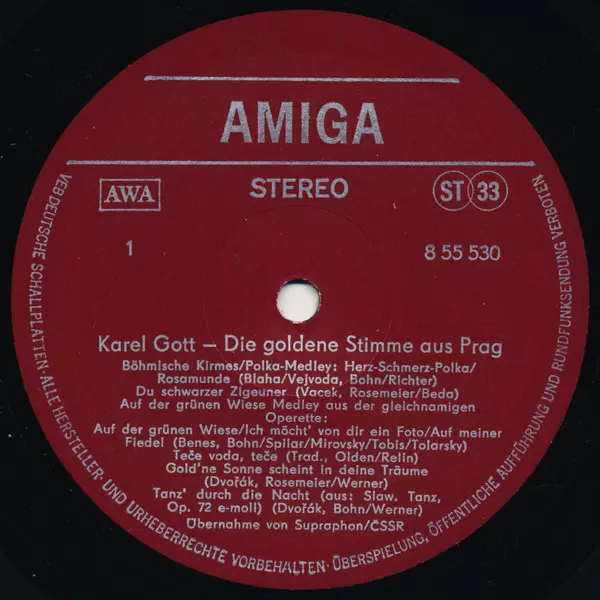 AMIGA
AWA
STEREO
ST 33
1
8 55 530
Karel Gott – Die goldene Stimme aus Prag
Böhmische Kirmes/Polka-Medley: Herz-Schmerz-Polka/
Rosamunde (Blaha/Vejvoda, Bohn/Richter)
Du schwarzer Zigeuner (Vacek, Rosemeier/Beda)
Auf der grünen Wiese Medley aus der gleichnamigen
Operette:
Auf der grünen Wiese/Ich möcht' von dir ein Foto/Auf meiner
Fiedel (Benes, Bohn/Spilar/Mirovsky/Tobis/Tolarsky)
Teče voda, teče (Trad., Olden/Relin)
Gold'ne Sonne scheint in deine Träume
(Dvořák, Rosemeier/Werner)
Tanz' durch die Nacht (aus: Slaw. Tanz,
Op. 72 e-moll) (Dvořák, Bohn/Werner)
Übernahme von Supraphon/ČSSR
VEB DEUTSCHE SCHALLPLATTEN · ALLE HERSTELLER- UND URHEBERRECHTE VORBEHALTEN · ÜBERSPIELUNG, ÖFFENTLICHE AUFFÜHRUNG UND RUNDFUNKSENDUNG VERBOTEN